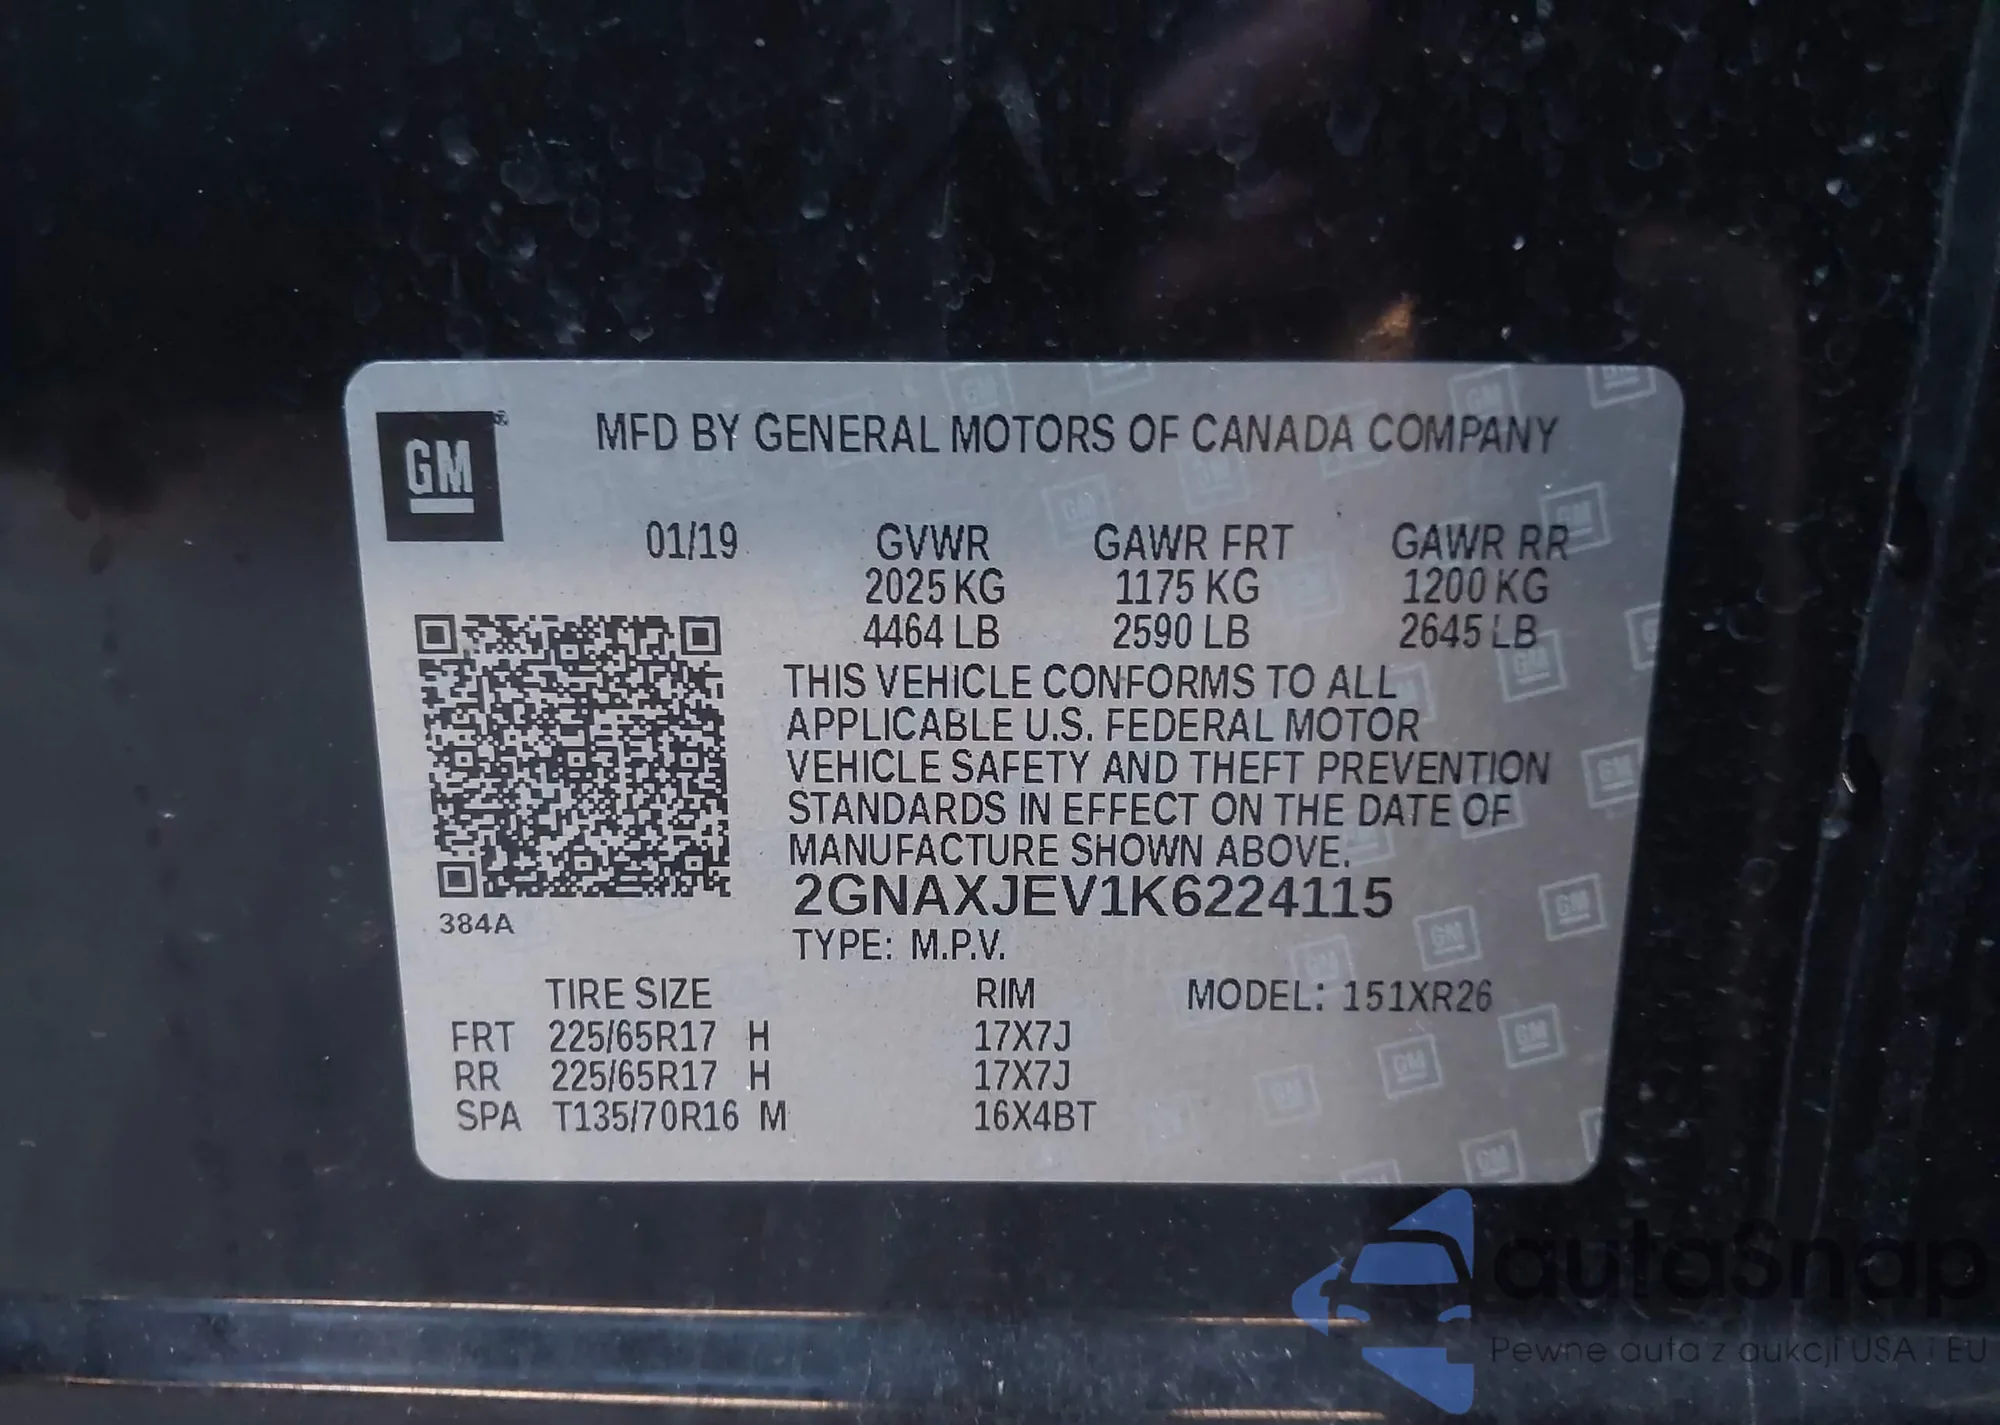 GM
MFD BY GENERAL MOTORS OF CANADA COMPANY
01/19 GVWR GAWR FRT GAWR RR
2025 KG 1175 KG 1200 KG
4464 LB 2590 LB 2645 LB
THIS VEHICLE CONFORMS TO ALL
APPLICABLE U.S. FEDERAL MOTOR
VEHICLE SAFETY AND THEFT PREVENTION
STANDARDS IN EFFECT ON THE DATE OF
MANUFACTURE SHOWN ABOVE.
2GNAXJEV1K6224115
384A
TYPE: M.P.V.
TIRE SIZE RIM MODEL: 151XR26
FRT 225/65R17 H 17X7J
RR 225/65R17 H 17X7J
SPA T135/70R16 M 16X4BT
autaSnap
Pewne auta z aukcji USA i EU